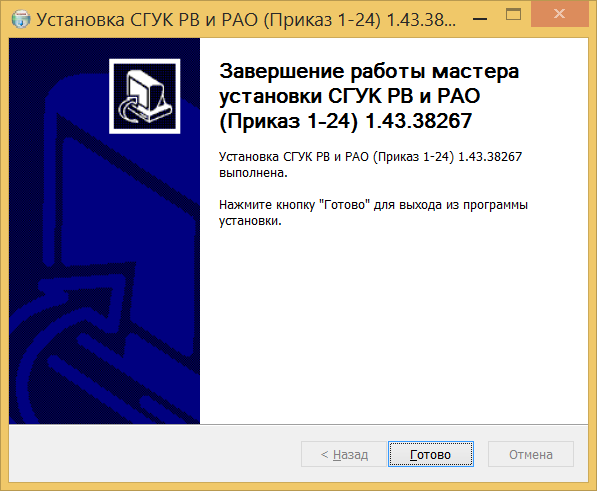 Установка СГУК РВ и РАО (Приказ 1-24) 1.43.38...
Завершение работы мастера
установки СГУК РВ и РАО
(Приказ 1-24) 1.43.38267
Установка СГУК РВ и РАО (Приказ 1-24) 1.43.38267
выполнена.
Нажмите кнопку "Готово" для выхода из программы
установки.
< Назад Готово Отмена